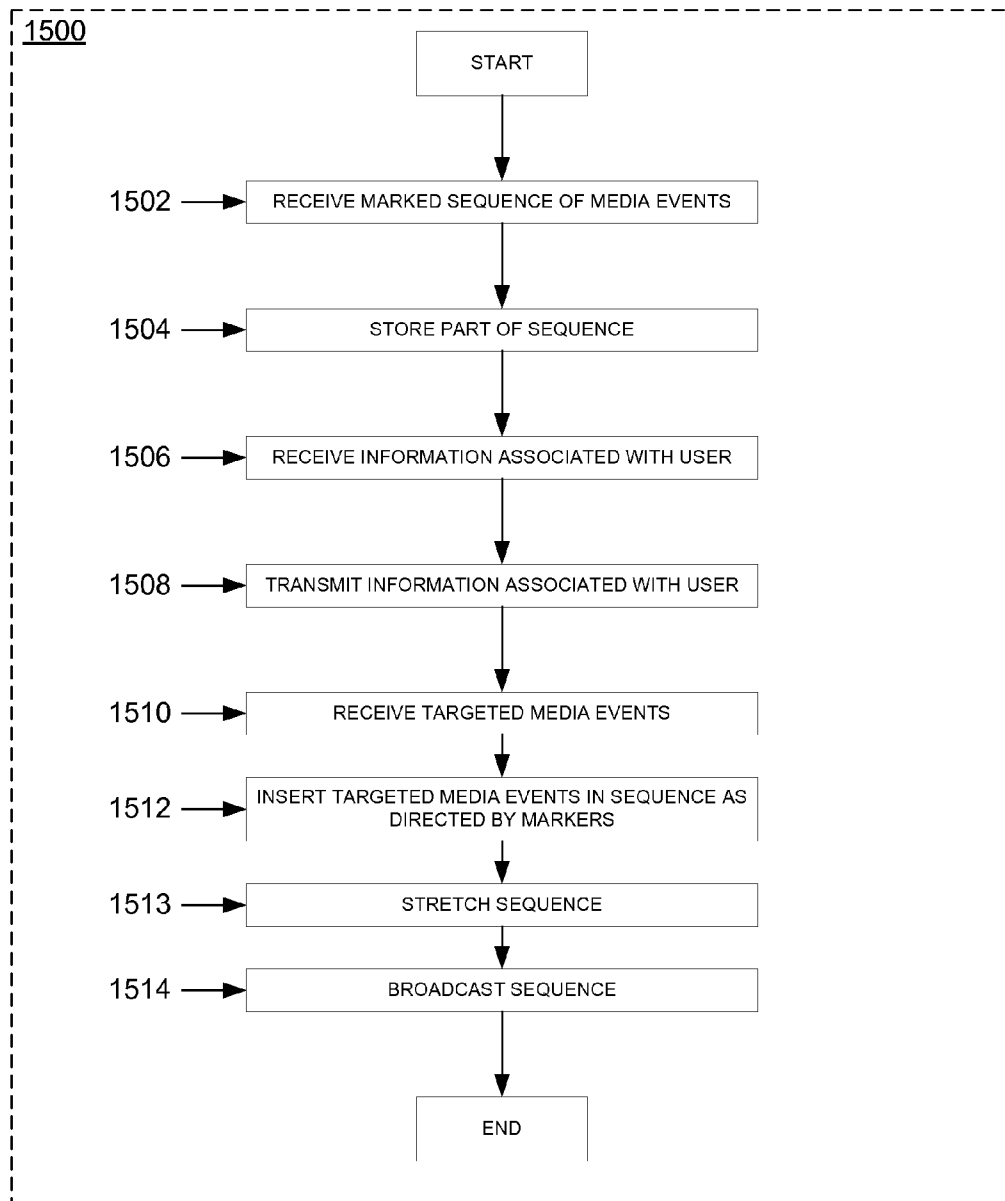 1500
START
1502
RECEIVE MARKED SEQUENCE OF MEDIA EVENTS
1504
STORE PART OF SEQUENCE
1506
RECEIVE INFORMATION ASSOCIATED WITH USER
1508
TRANSMIT INFORMATION ASSOCIATED WITH USER
1510
RECEIVE TARGETED MEDIA EVENTS
1512
INSERT TARGETED MEDIA EVENTS IN SEQUENCE AS
DIRECTED BY MARKERS
1513
STRETCH SEQUENCE
1514
BROADCAST SEQUENCE
END